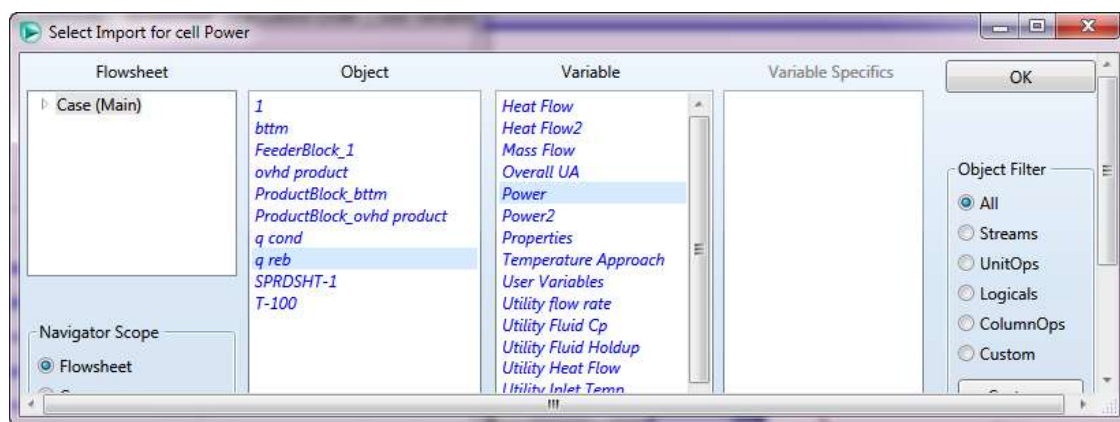 Select Import for cell Power
Flowsheet
Case (Main)
Navigator Scope
Flowsheet
Object
1
bttm
FeederBlock_1
ovhd product
ProductBlock_bttm
ProductBlock_ovhd product
q cond
q reb
SPRDSHT-1
T-100
Variable
Heat Flow
Heat Flow2
Mass Flow
Overall UA
Power
Power2
Properties
Temperature Approach
User Variables
Utility flow rate
Utility Fluid Cp
Utility Fluid Holdup
Utility Heat Flow
Utility Inlet Temp
Variable Specifics
OK
Object Filter
All
Streams
UnitOps
Logicals
ColumnOps
Custom